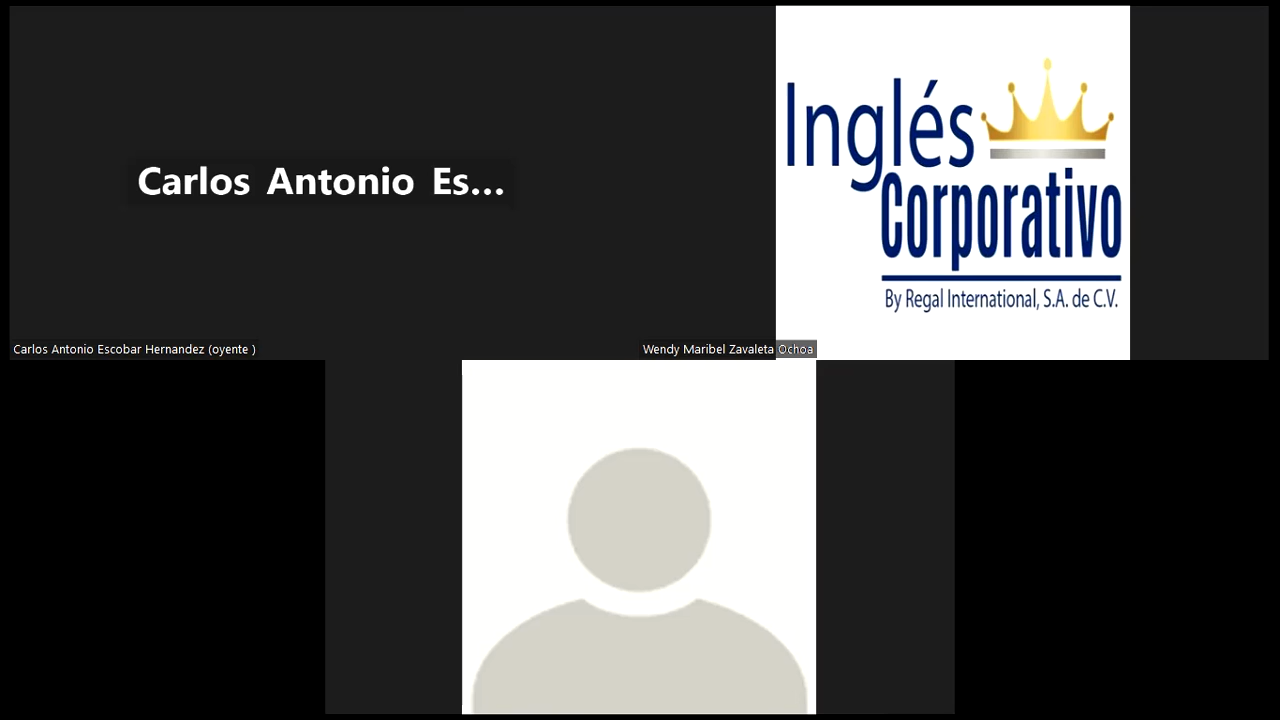 Carlos Antonio Es...
Carlos Antonio Escobar Hernandez (oyente )
Inglés
Corporativo
By Regal International, S.A. de C.V.
Wendy Maribel Zavaleta Ochoa